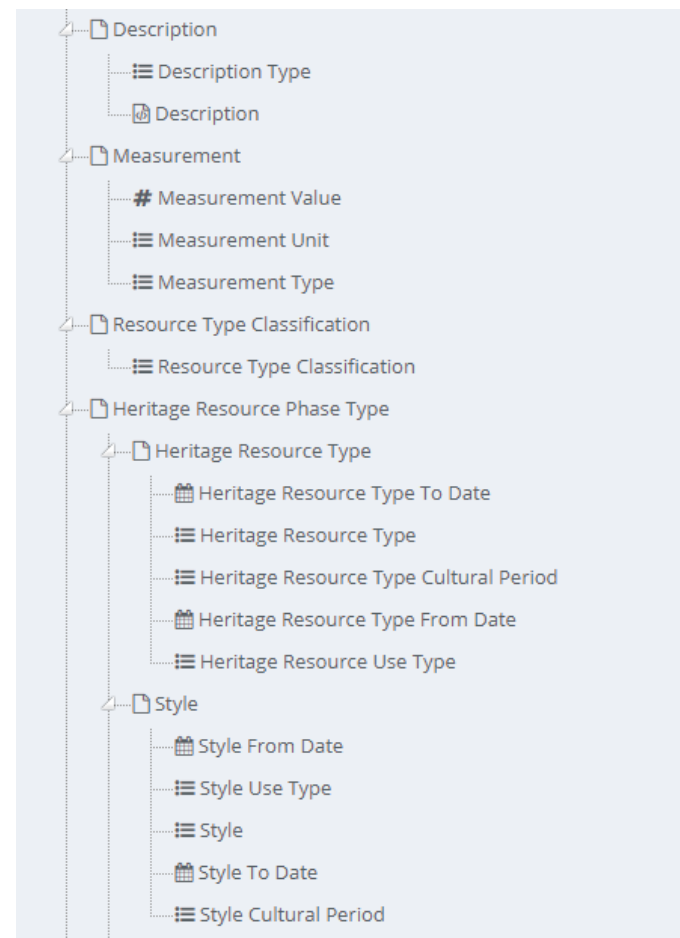 Description
Description Type
Description
Measurement
# Measurement Value
Measurement Unit
Measurement Type
Resource Type Classification
Resource Type Classification
Heritage Resource Phase Type
Heritage Resource Type
Heritage Resource Type To Date
Heritage Resource Type
Heritage Resource Type Cultural Period
Heritage Resource Type From Date
Heritage Resource Use Type
Style
Style From Date
Style Use Type
Style
Style To Date
Style Cultural Period